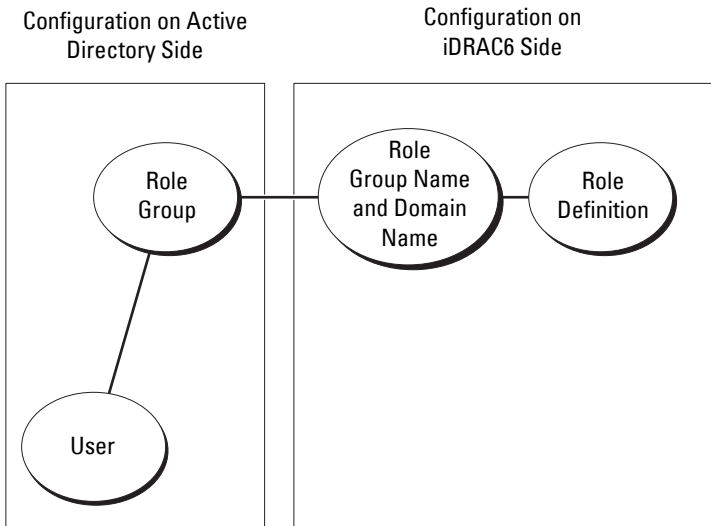 Configuration on Active
Directory Side
Configuration on
iDRAC6 Side
Role
Group
Role
Group Name
and Domain
Name
Role
Definition
User